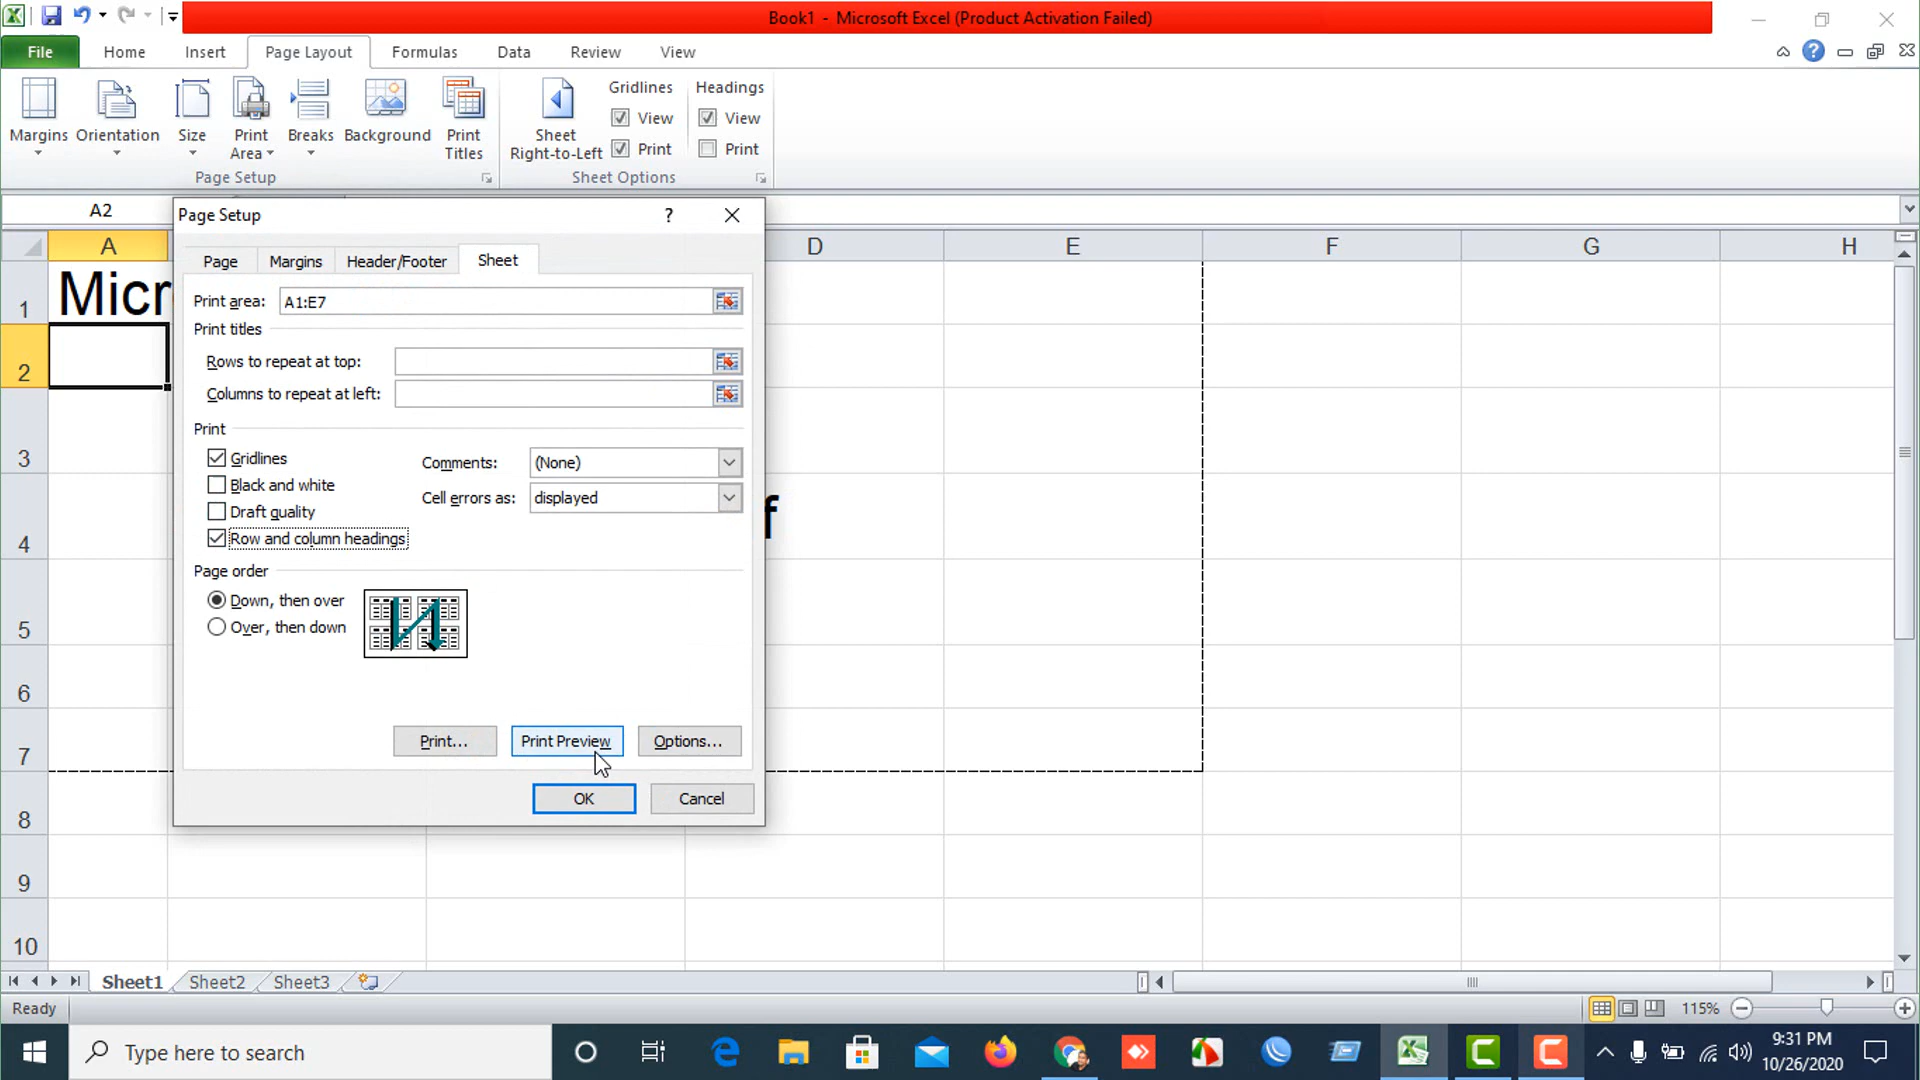 Book1 - Microsoft Excel (Product Activation Failed)
File Home Insert Page Layout Formulas Data Review View
Margins Orientation Size Print Area Breaks Background Print Titles
Sheet Right-to-Left
Gridlines Headings
View View
Print Print
Page Setup Sheet Options
A2
Page Setup ?
A D E F G H
Page Margins Header/Footer Sheet
Print area: A1:E7
Print titles
Rows to repeat at top:
Columns to repeat at left:
Print
Gridlines Comments: (None)
Black and white
Cell errors as: displayed
Draft quality
Row and column headings
Page order
Down, then over
Over, then down
Print... Print Preview Options...
OK Cancel
1 Micr
2
3
4 f
5
6
7
8
9
10
Sheet1 Sheet2 Sheet3
Ready 115%
Type here to search
9:31 PM
10/26/2020